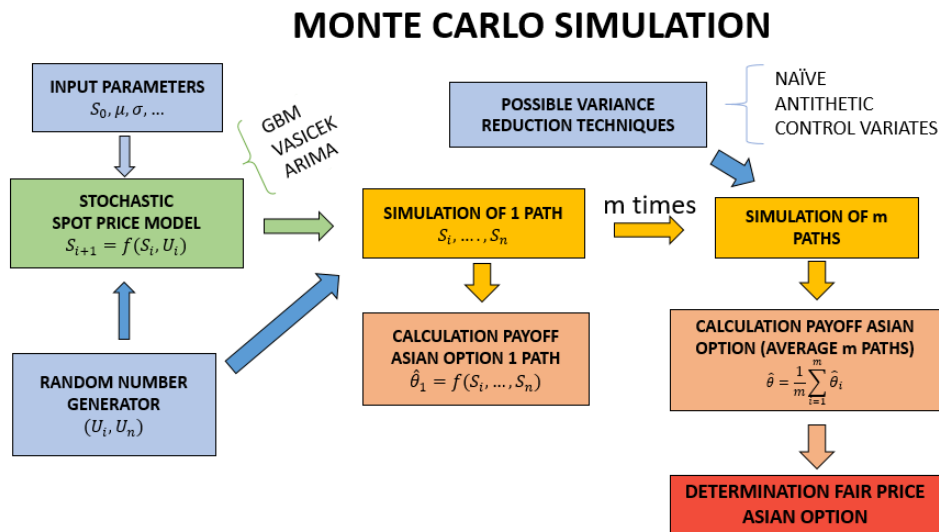 MONTE CARLO SIMULATION
INPUT PARAMETERS
S₀, μ, σ, …
GBM
VASICEK
ARIMA
POSSIBLE VARIANCE
REDUCTION TECHNIQUES
NAÏVE
ANTITHETIC
CONTROL VARIATES
STOCHASTIC
SPOT PRICE MODEL
Sᵢ₊₁ = f(Sᵢ, Uᵢ)
SIMULATION OF 1 PATH
Sᵢ, …. , Sₙ
m times
SIMULATION OF m
PATHS
RANDOM NUMBER
GENERATOR
(Uᵢ, Uₙ)
CALCULATION PAYOFF
ASIAN OPTION 1 PATH
θ̂₁ = f(Sᵢ, … , Sₙ)
CALCULATION PAYOFF ASIAN
OPTION (AVERAGE m PATHS)
θ̂ = 1/m ∑ᵢ₌₁ᵐ θ̂ᵢ
DETERMINATION FAIR PRICE
ASIAN OPTION